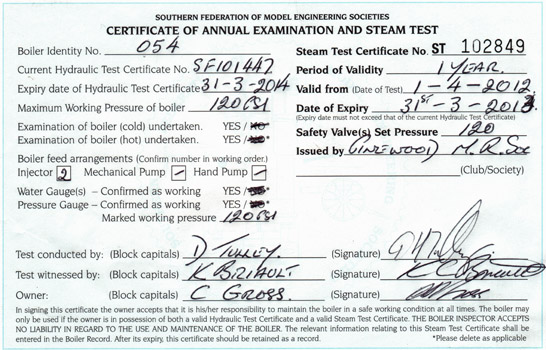 SOUTHERN FEDERATION OF MODEL ENGINEERING SOCIETIES
CERTIFICATE OF ANNUAL EXAMINATION AND STEAM TEST
Boiler Identity No. 054
Current Hydraulic Test Certificate No. SF101447
Expiry date of Hydraulic Test Certificate 31-3-2014
Maximum Working Pressure of boiler 120 PSI
Examination of boiler (cold) undertaken. YES / NO*
Examination of boiler (hot) undertaken. YES / NO*
Boiler feed arrangements (Confirm number in working order.)
Injector 2 Mechanical Pump / Hand Pump /
Water Gauge(s) – Confirmed as working YES / NO*
Pressure Gauge – Confirmed as working YES / NO*
Marked working pressure 120 PSI
Steam Test Certificate No. ST 102849
Period of Validity 1 YEAR.
Valid from (Date of Test) 1-4-2012
Date of Expiry 31ST-3-2013
(Expiry date must not exceed that of the current Hydraulic Test Certificate)
Safety Valve(s) Set Pressure 120
Issued by (PINEWOOD) M.R. Soc
(Club/Society)
Test conducted by: (Block capitals) D TULLEY. (Signature)
Test witnessed by: (Block capitals) K BRIAULT (Signature)
Owner: (Block capitals) C GROSS. (Signature)
In signing this certificate the owner accepts that it is his/her responsibility to maintain the boiler in a safe working condition at all times. The boiler may
only be used if the owner is in possession of both a valid Hydraulic Test Certificate and a valid Steam Certificate. THE BOILER INSPECTOR ACCEPTS
NO LIABILITY IN REGARD TO THE USE AND MAINTENANCE OF THE BOILER. The relevant information relating to this Steam Test Certificate shall be
entered in the Boiler Record. After its expiry, this certificate should be retained as a record. *Please delete as applicable